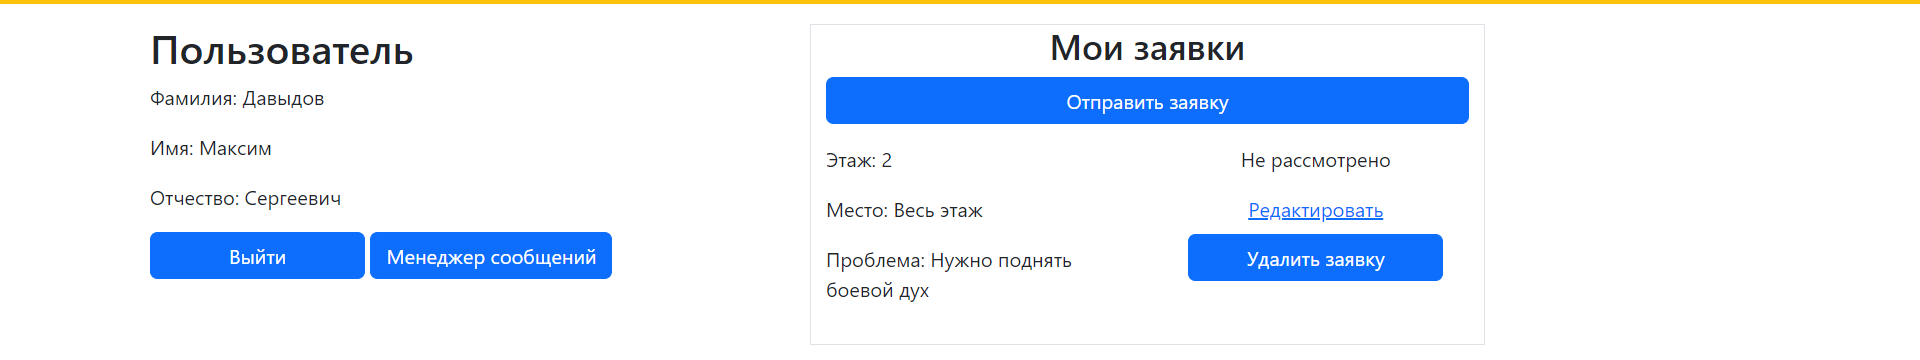 Пользователь
Фамилия: Давыдов
Имя: Максим
Отчество: Сергеевич
Выйти
Менеджер сообщений
Мои заявки
Отправить заявку
Этаж: 2
Не рассмотрено
Место: Весь этаж
Редактировать
Проблема: Нужно поднять
боевой дух
Удалить заявку